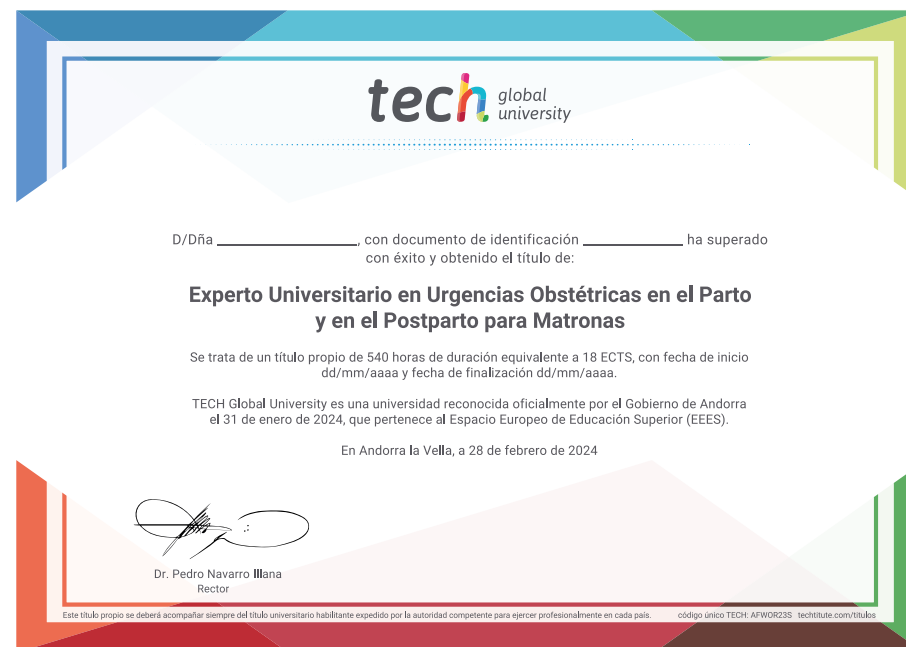 tech global university
D/Dña ____________________, con documento de identificación ______________ ha superado
con éxito y obtenido el título de:
Experto Universitario en Urgencias Obstétricas en el Parto
y en el Postparto para Matronas
Se trata de un título propio de 540 horas de duración equivalente a 18 ECTS, con fecha de inicio
dd/mm/aaaa y fecha de finalización dd/mm/aaaa.
TECH Global University es una universidad reconocida oficialmente por el Gobierno de Andorra
el 31 de enero de 2024, que pertenece al Espacio Europeo de Educación Superior (EEES).
En Andorra la Vella, a 28 de febrero de 2024
Dr. Pedro Navarro Illana
Rector
Este título propio se deberá acompañar siempre del título universitario habilitante expedido por la autoridad competente para ejercer profesionalmente en cada país. código único TECH: AFWOR23S techtitute.com/titulos